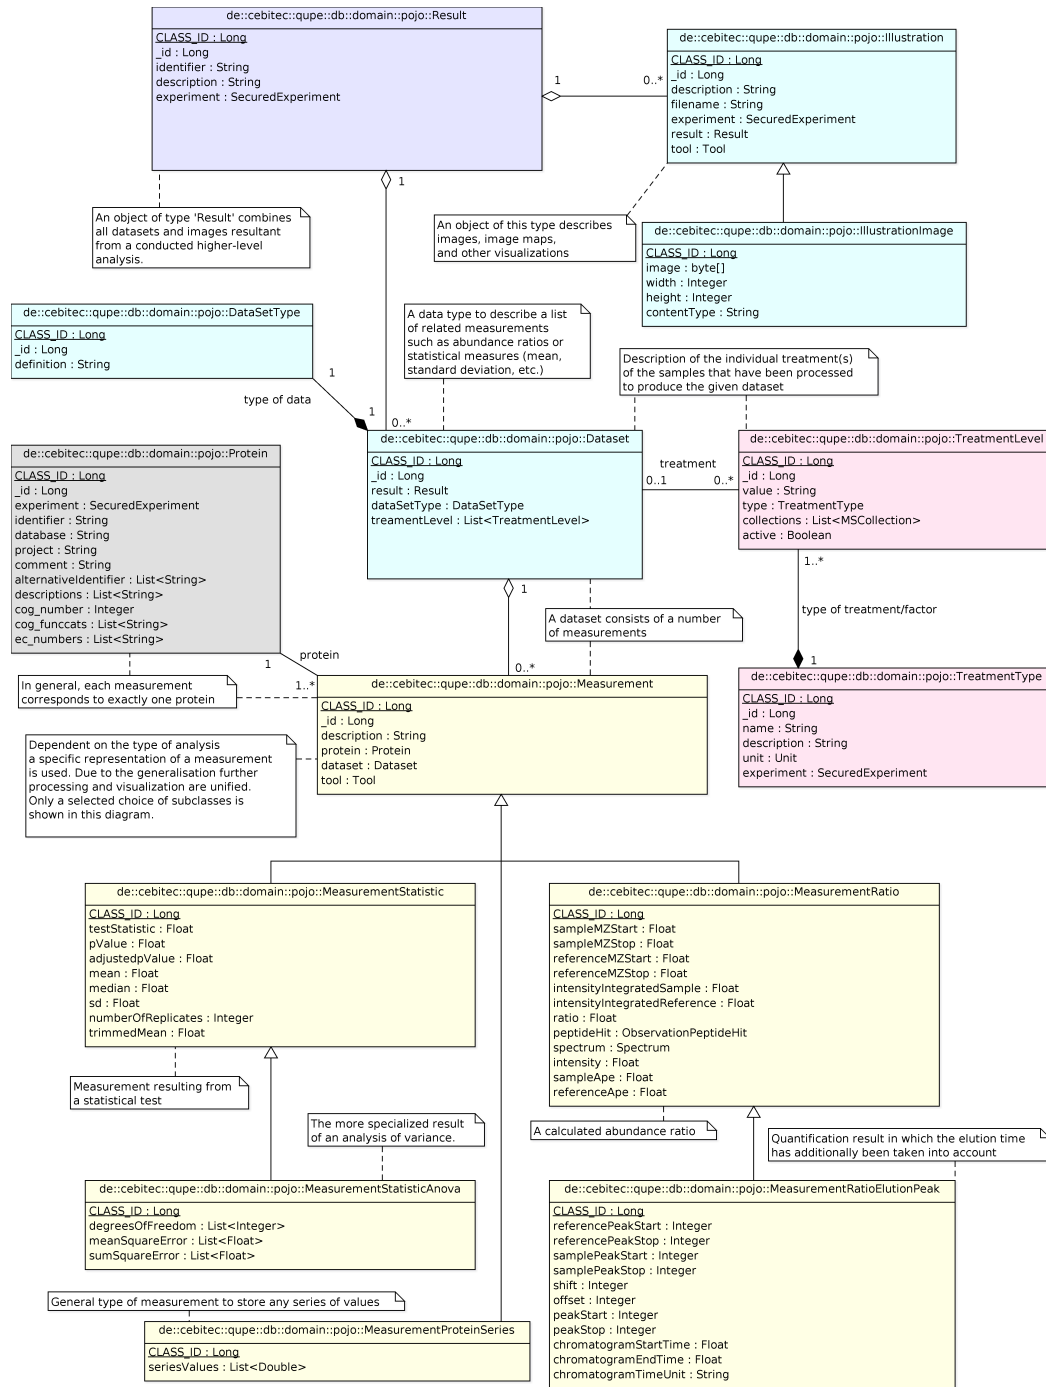 de::cebitec::qupe::db::domain::pojo::Result
CLASS_ID : Long
_id : Long
identifier : String
description : String
experiment : SecuredExperiment
1
0..*
1
de::cebitec::qupe::db::domain::pojo::Illustration
CLASS_ID : Long
_id : Long
description : String
filename : String
experiment : SecuredExperiment
result : Result
tool : Tool
An object of type 'Result' combines
all datasets and images resultant
from a conducted higher-level
analysis.
An object of this type describes
images, image maps,
and other visualizations
de::cebitec::qupe::db::domain::pojo::IllustrationImage
CLASS_ID : Long
image : byte[]
width : Integer
height : Integer
contentType : String
de::cebitec::qupe::db::domain::pojo::DataSetType
CLASS_ID : Long
_id : Long
definition : String
1
type of data
1
0..*
A data type to describe a list
of related measurements
such as abundance ratios or
statistical measures (mean,
standard deviation, etc.)
Description of the individual treatment(s)
of the samples that have been processed
to produce the given dataset
de::cebitec::qupe::db::domain::pojo::Dataset
CLASS_ID : Long
_id : Long
result : Result
dataSetType : DataSetType
treamentLevel : List<TreatmentLevel>
treatment
0..1
0..*
de::cebitec::qupe::db::domain::pojo::TreatmentLevel
CLASS_ID : Long
_id : Long
value : String
type : TreatmentType
collections : List<MSCollection>
active : Boolean
de::cebitec::qupe::db::domain::pojo::Protein
CLASS_ID : Long
_id : Long
experiment : SecuredExperiment
identifier : String
database : String
project : String
comment : String
alternativeIdentifier : List<String>
descriptions : List<String>
cog_number : Integer
cog_funccats : List<String>
ec_numbers : List<String>
1..*
type of treatment/factor
1
1
0..*
A dataset consists of a number
of measurements
protein
1
1..*
In general, each measurement
corresponds to exactly one protein
de::cebitec::qupe::db::domain::pojo::Measurement
CLASS_ID : Long
_id : Long
description : String
protein : Protein
dataset : Dataset
tool : Tool
de::cebitec::qupe::db::domain::pojo::TreatmentType
CLASS_ID : Long
_id : Long
name : String
description : String
unit : Unit
experiment : SecuredExperiment
Dependent on the type of analysis
a specific representation of a measurement
is used. Due to the generalisation further
processing and visualization are unified.
Only a selected choice of subclasses is
shown in this diagram.
de::cebitec::qupe::db::domain::pojo::MeasurementStatistic
CLASS_ID : Long
testStatistic : Float
pValue : Float
adjustedpValue : Float
mean : Float
median : Float
sd : Float
numberOfReplicates : Integer
trimmedMean : Float
de::cebitec::qupe::db::domain::pojo::MeasurementRatio
CLASS_ID : Long
sampleMZStart : Float
sampleMZStop : Float
referenceMZStart : Float
referenceMZStop : Float
intensityIntegratedSample : Float
intensityIntegratedReference : Float
ratio : Float
peptideHit : ObservationPeptideHit
spectrum : Spectrum
intensity : Float
sampleApe : Float
referenceApe : Float
Measurement resulting from
a statistical test
The more specialized result
of an analysis of variance.
A calculated abundance ratio
Quantification result in which the elution time
has additionally been taken into account
de::cebitec::qupe::db::domain::pojo::MeasurementStatisticAnova
CLASS_ID : Long
degreesOfFreedom : List<Integer>
meanSquareError : List<Float>
sumSquareError : List<Float>
de::cebitec::qupe::db::domain::pojo::MeasurementRatioElutionPeak
CLASS_ID : Long
referencePeakStart : Integer
referencePeakStop : Integer
samplePeakStart : Integer
samplePeakStop : Integer
shift : Integer
offset : Integer
peakStart : Integer
peakStop : Integer
chromatogramStartTime : Float
chromatogramEndTime : Float
chromatogramTimeUnit : String
General type of measurement to store any series of values
de::cebitec::qupe::db::domain::pojo::MeasurementProteinSeries
CLASS_ID : Long
seriesValues : List<Double>